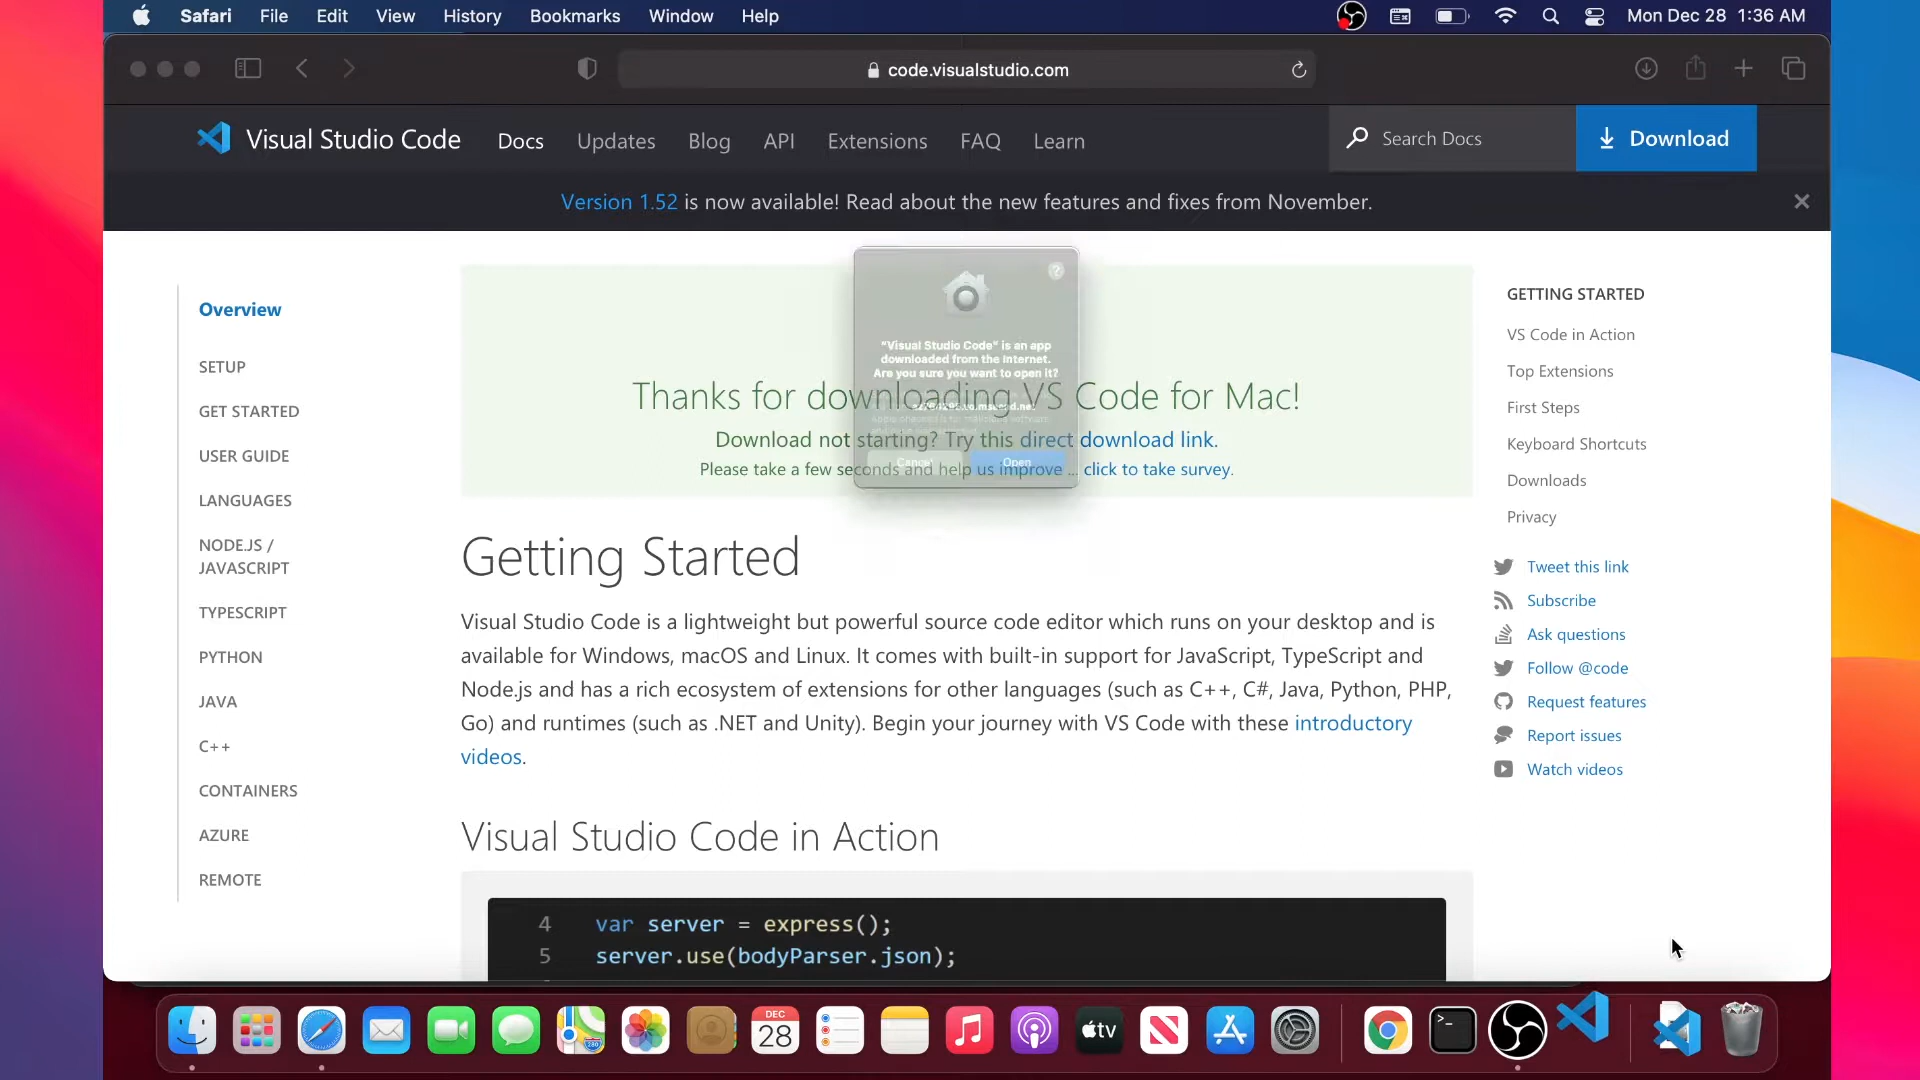 Safari File Edit View History Bookmarks Window Help Mon Dec 28 1:36 AM
code.visualstudio.com
Visual Studio Code Docs Updates Blog API Extensions FAQ Learn Search Docs Download
Version 1.52 is now available! Read about the new features and fixes from November.
Overview
SETUP
GET STARTED
USER GUIDE
LANGUAGES
NODE.JS /
JAVASCRIPT
TYPESCRIPT
PYTHON
JAVA
C++
CONTAINERS
AZURE
REMOTE
?
"Visual Studio Code" is an app
downloaded from the Internet.
Are you sure you want to open it?
Cancel Open
Thanks for downloading VS Code for Mac!
Download not starting? Try this direct download link.
Please take a few seconds and help us improve ... click to take survey.
Getting Started
Visual Studio Code is a lightweight but powerful source code editor which runs on your desktop and is
available for Windows, macOS and Linux. It comes with built-in support for JavaScript, TypeScript and
Node.js and has a rich ecosystem of extensions for other languages (such as C++, C#, Java, Python, PHP,
Go) and runtimes (such as .NET and Unity). Begin your journey with VS Code with these introductory
videos.
Visual Studio Code in Action
4 var server = express();
5 server.use(bodyParser.json);
GETTING STARTED
VS Code in Action
Top Extensions
First Steps
Keyboard Shortcuts
Downloads
Privacy
Tweet this link
Subscribe
Ask questions
Follow @code
Request features
Report issues
Watch videos
280
DEC
28
tv
>_